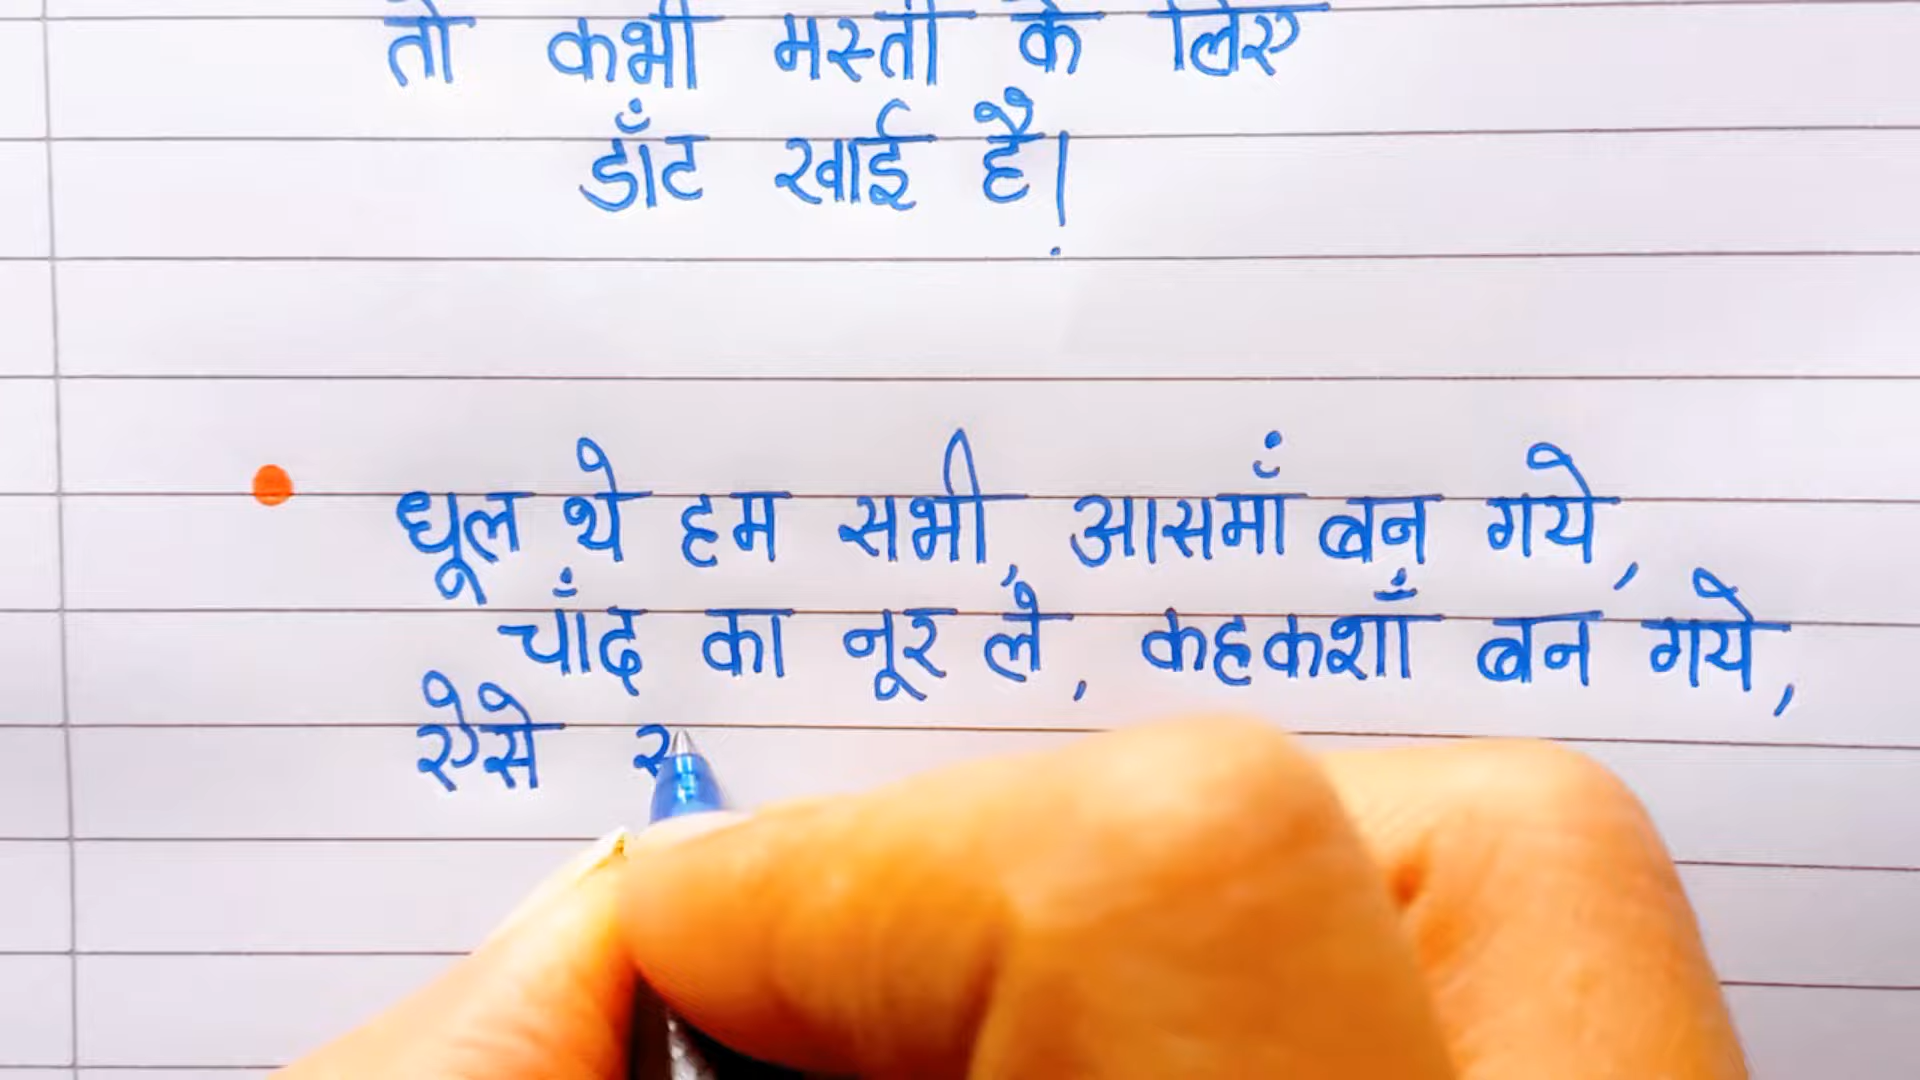 तो कभी मस्ती के लिए
डाँट खाई है।
धूल थे हम सभी, आसमाँ बन गये,
चाँद का नूर ले, कहकशाँ बन गये,
ऐसे